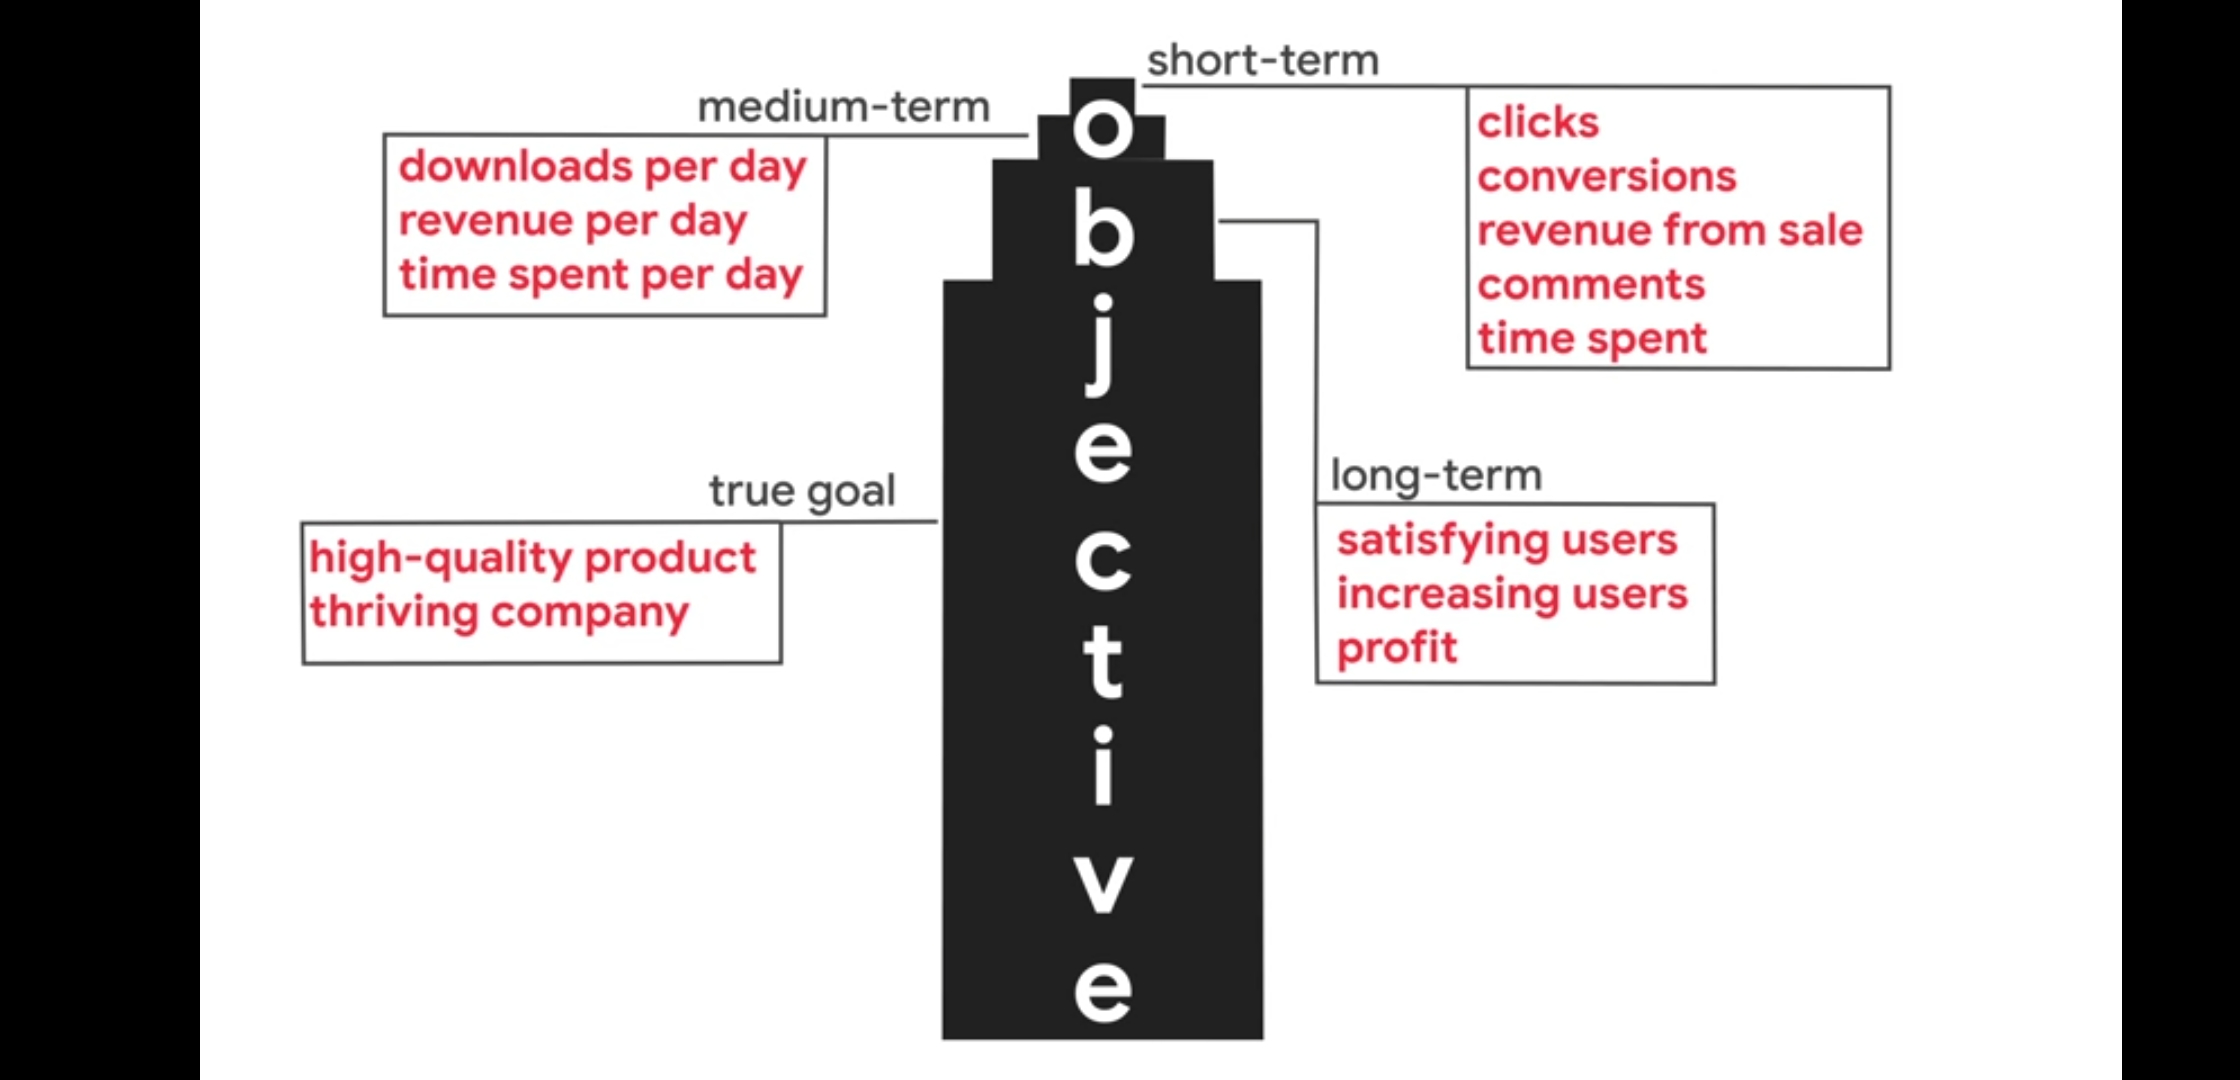 short-term
clicks
conversions
revenue from sale
comments
time spent
medium-term
downloads per day
revenue per day
time spent per day
objective
long-term
satisfying users
increasing users
profit
true goal
high-quality product
thriving company